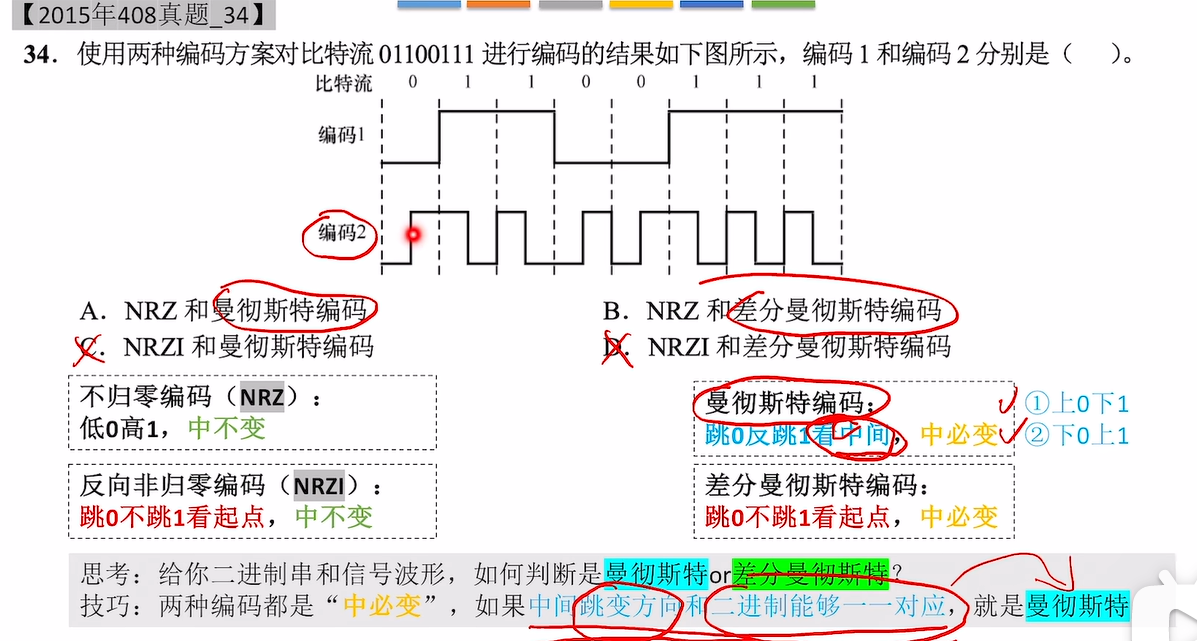 【2015年408真题_34】
34. 使用两种编码方案对比特流 01100111 进行编码的结果如下图所示，编码 1 和编码 2 分别是（ ）。
比特流 0 1 1 0 0 1 1 1
编码1
编码2
A. NRZ 和曼彻斯特编码
B. NRZ 和差分曼彻斯特编码
C. NRZI 和曼彻斯特编码
D. NRZI 和差分曼彻斯特编码
不归零编码（NRZ）：
低0高1，中不变
曼彻斯特编码：
跳0反跳1看中间，中必变
①上0下1
②下0上1
反向非归零编码（NRZI）：
跳0不跳1看起点，中不变
差分曼彻斯特编码：
跳0不跳1看起点，中必变
思考：给你二进制串和信号波形，如何判断是曼彻斯特or差分曼彻斯特？
技巧：两种编码都是“中必变”，如果中间跳变方向和二进制能够一一对应，就是曼彻斯特